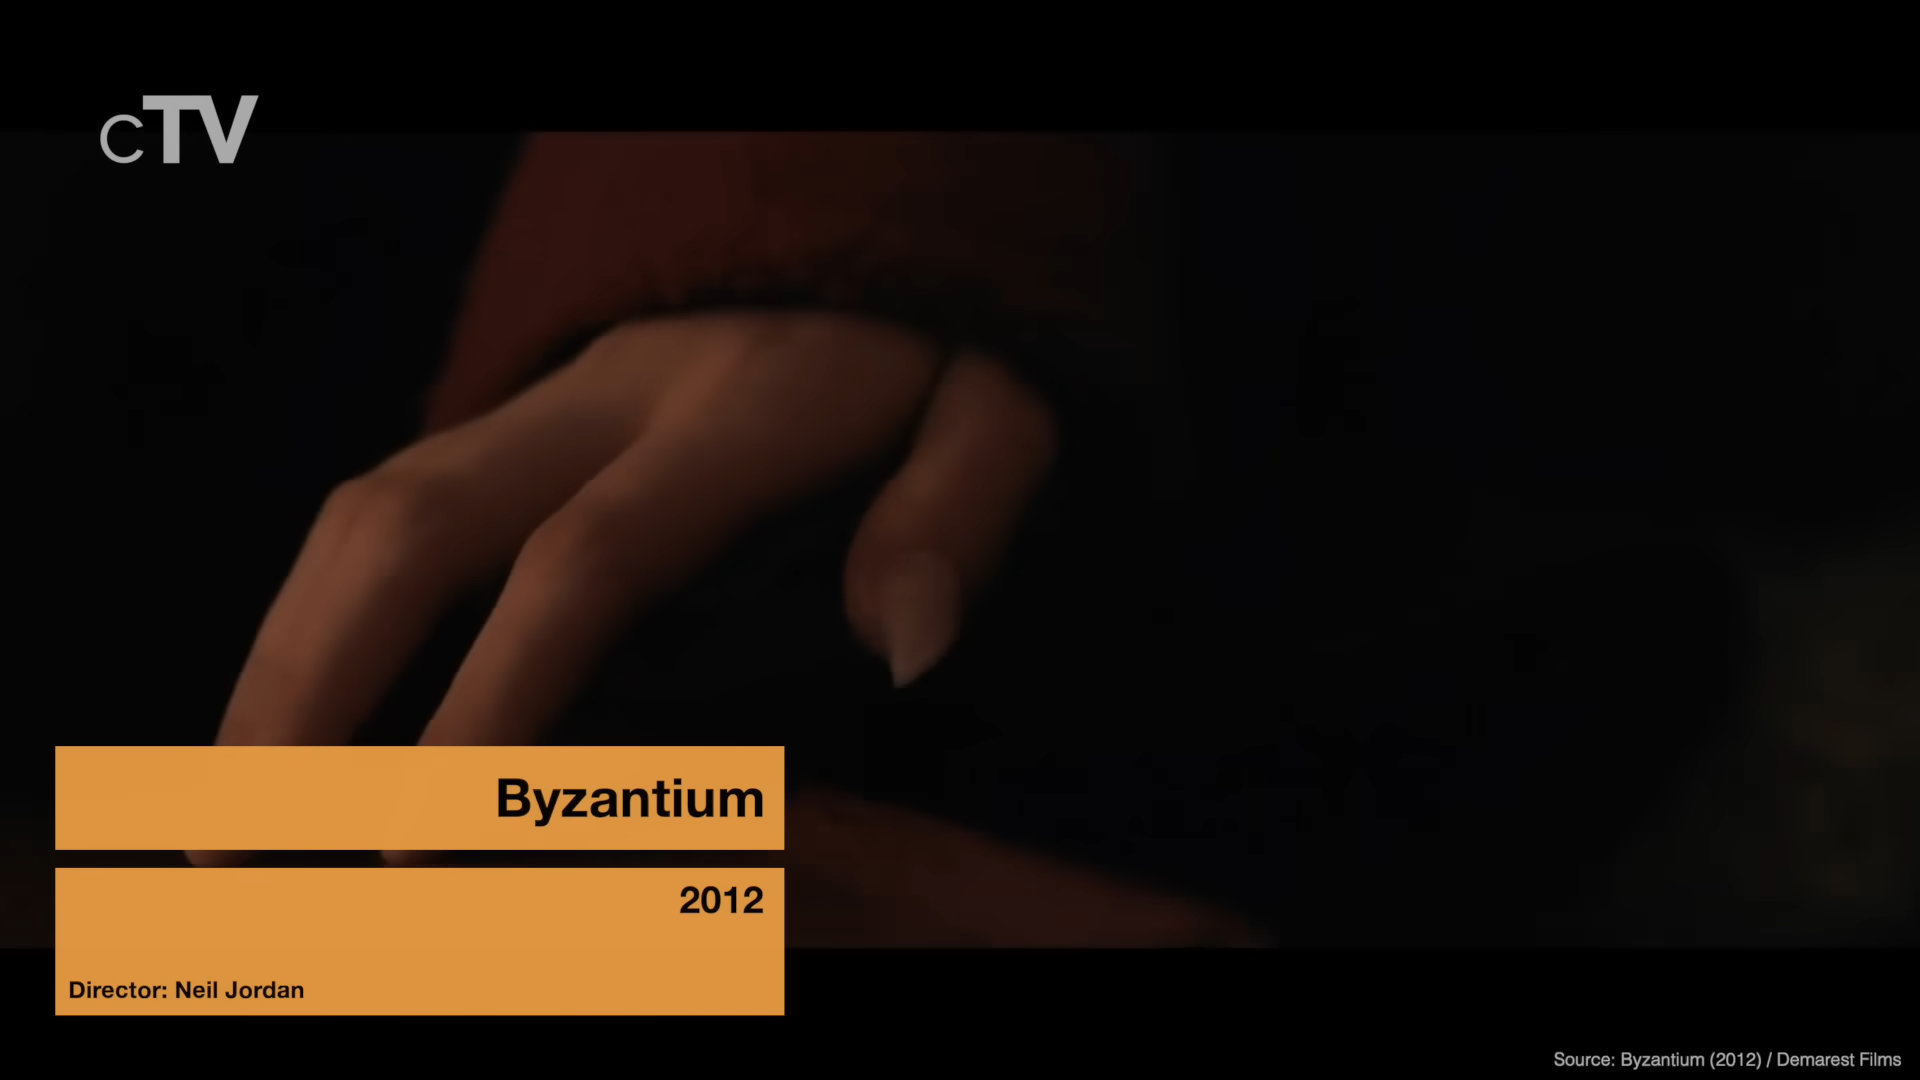 cTV
Byzantium
2012
Director: Neil Jordan
Source: Byzantium (2012) / Demarest Films